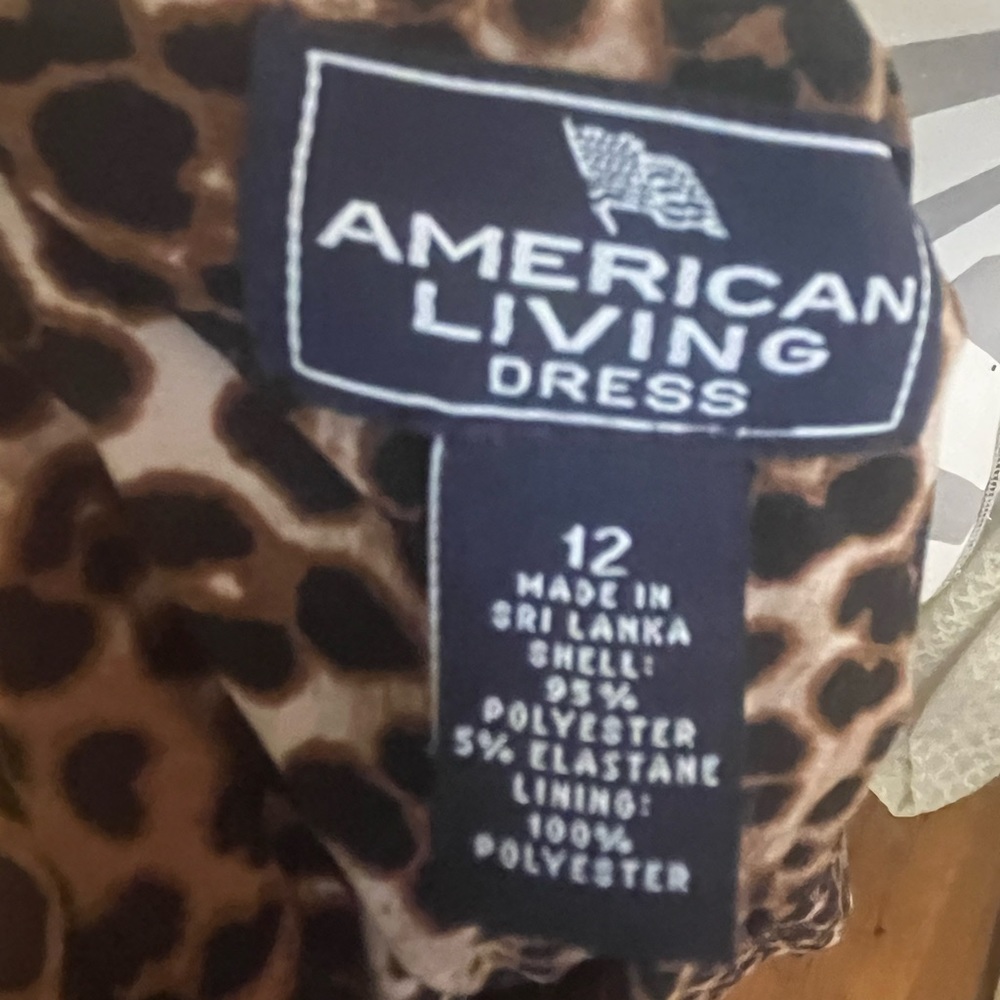 AMERICAN
LIVING
DRESS
12
MADE IN
SRI LANKA
SHELL:
95%
POLYESTER
5% ELASTANE
LINING:
100%
POLYESTER